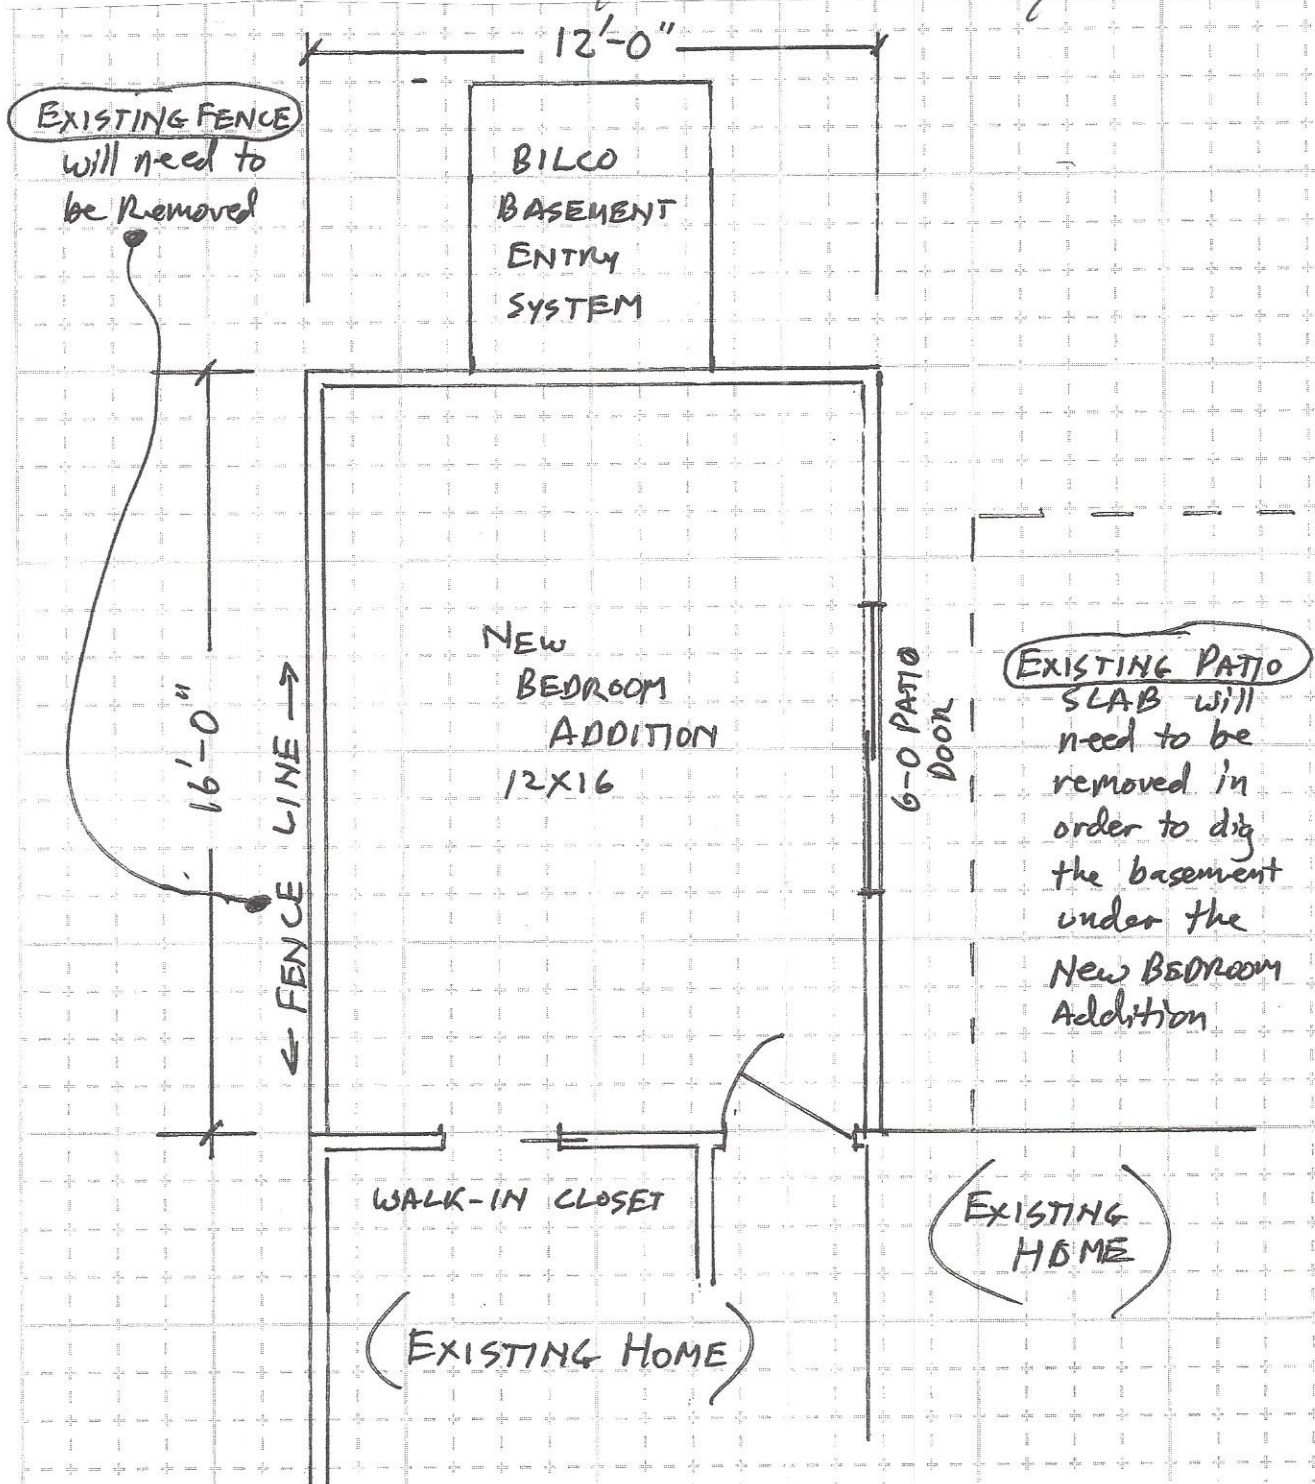 12'-0"
EXISTING FENCE
will need to
be Removed
BILCO
BASEMENT
ENTRY
SYSTEM
16'-0"
← FENCE LINE →
NEW
BEDROOM
ADDITION
12X16
6-0 PATIO
DOOR
EXISTING PATIO
SLAB will
need to be
removed in
order to dig
the basement
under the
New BEDROOM
Addition
WALK-IN CLOSET
(EXISTING HOME)
(EXISTING
HOME)